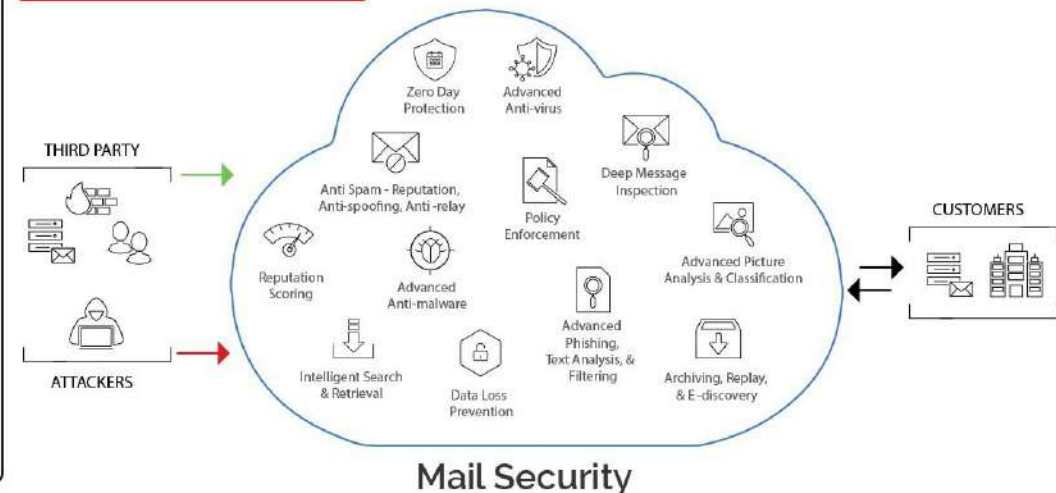 Zero Day
Protection
Advanced
Anti-virus
THIRD PARTY
Anti Spam - Reputation,
Anti-spoofing, Anti -relay
Policy
Enforcement
Deep Message
Inspection
CUSTOMERS
Reputation
Scoring
Advanced
Anti-malware
Advanced Picture
Analysis & Classification
ATTACKERS
Intelligent Search
& Retrieval
Data Loss
Prevention
Advanced
Phishing,
Text Analysis, &
Filtering
Archiving, Replay,
& E-discovery
Mail Security